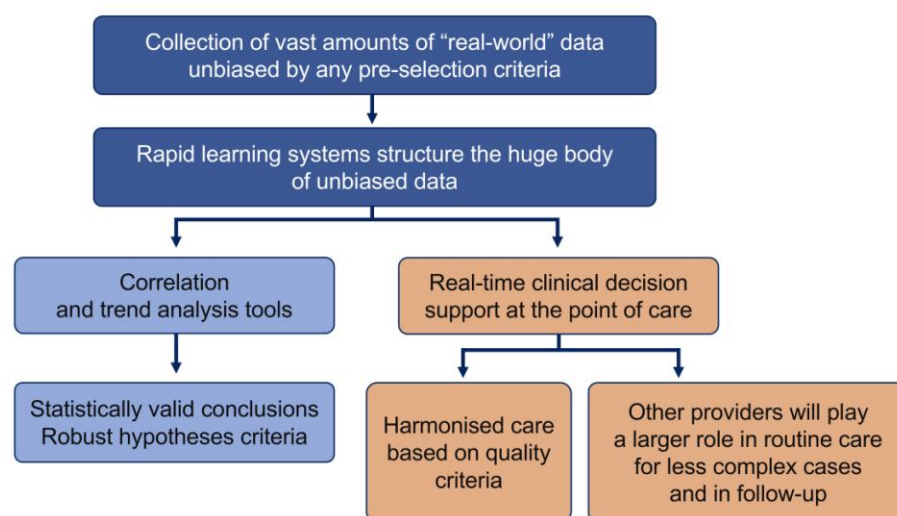 Collection of vast amounts of “real-world” data
unbiased by any pre-selection criteria
Rapid learning systems structure the huge body
of unbiased data
Correlation
and trend analysis tools
Real-time clinical decision
support at the point of care
Statistically valid conclusions
Robust hypotheses criteria
Harmonised care
based on quality
criteria
Other providers will play
a larger role in routine care
for less complex cases
and in follow-up